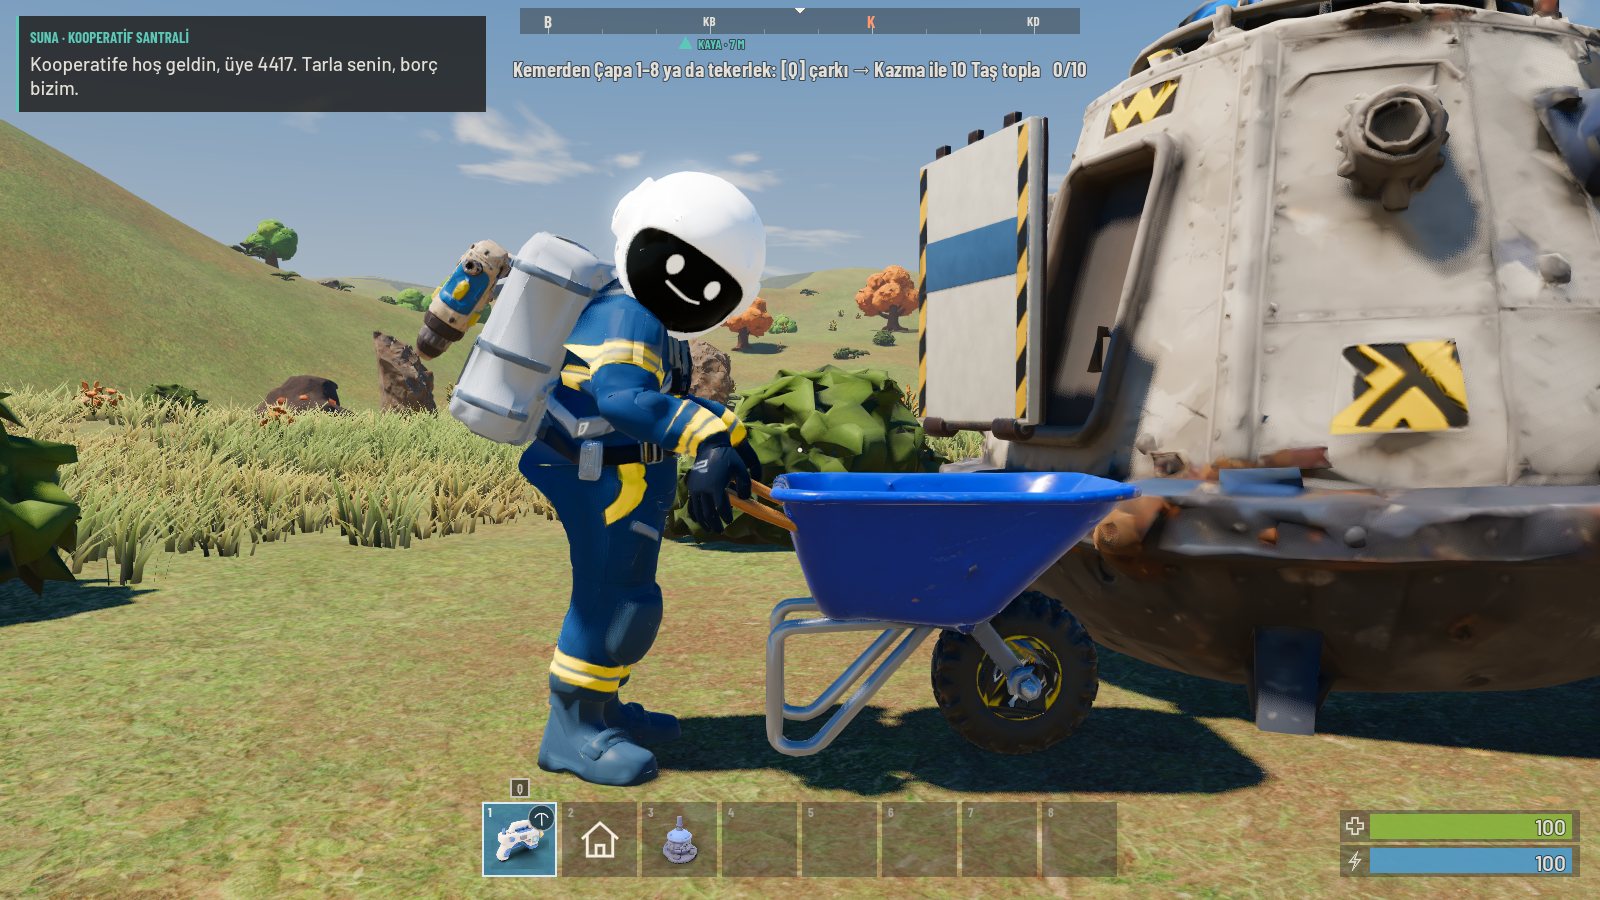 SUNA · KOOPERATİF SANTRALİ
Kooperatife hoş geldin, üye 4417. Tarla senin, borç
bizim.
B KB K KD
KAYA · 7 M
Kemerden Çapa 1-8 ya da tekerlek: [Q] çarkı → Kazma ile 10 Taş topla 0/10
Q
1 2 3 4 5 6 7 8
100
100